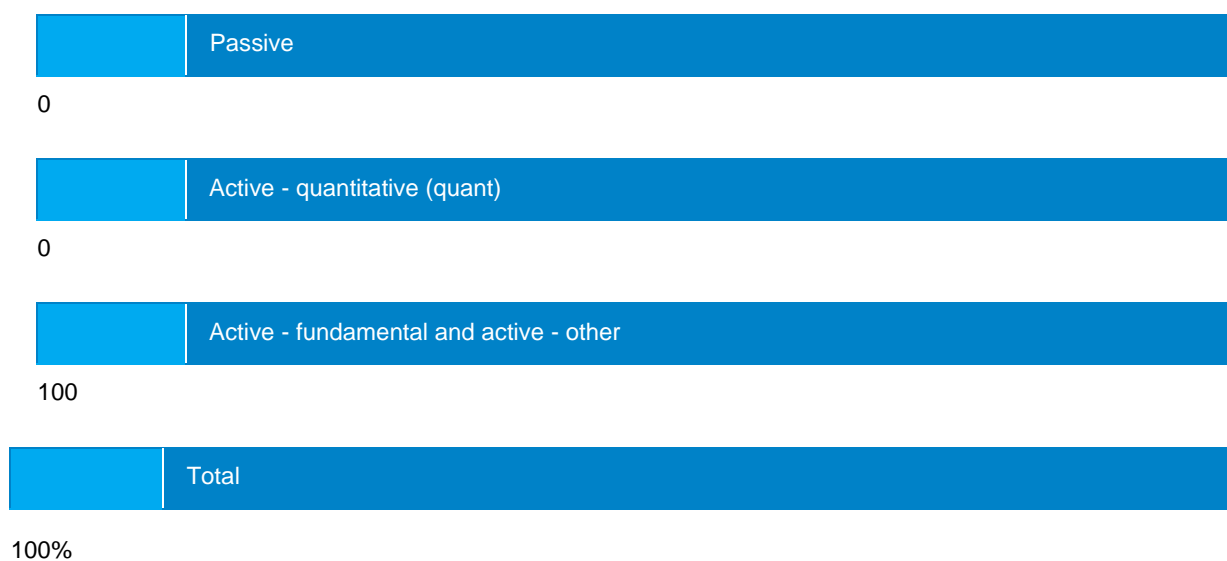 Passive
0
Active - quantitative (quant)
0
Active - fundamental and active - other
100
Total
100%